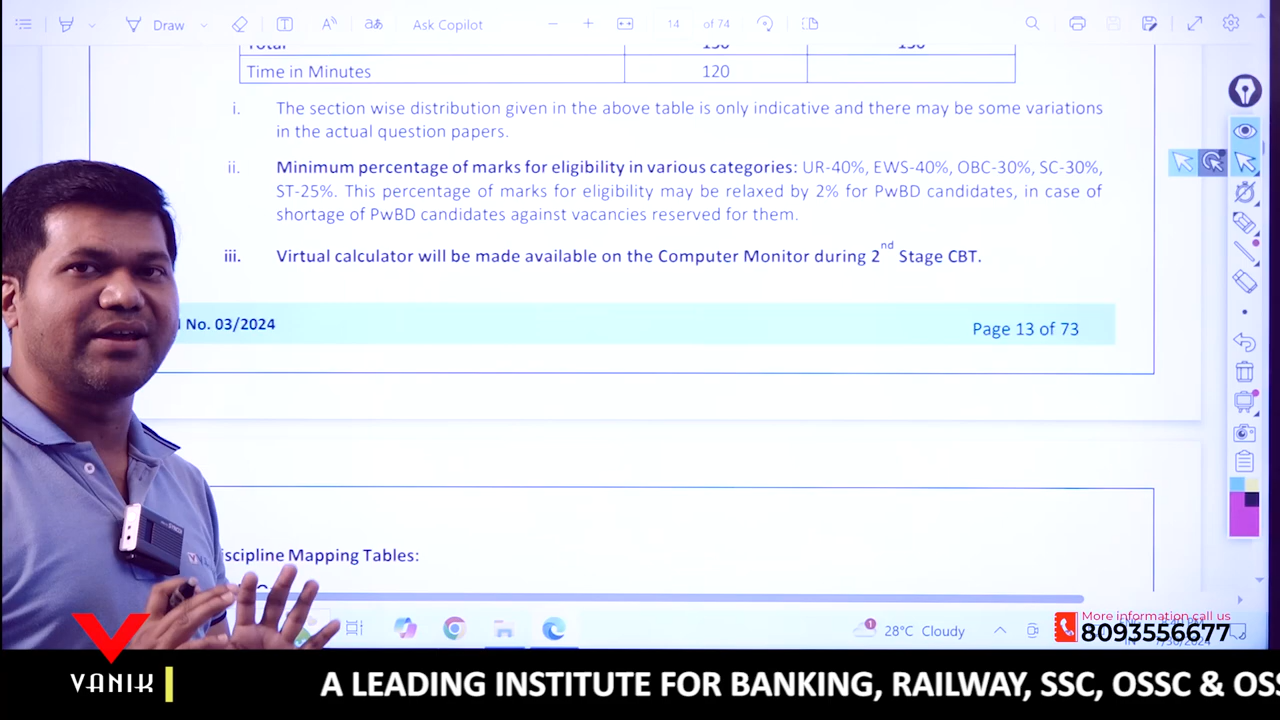 Draw
Ask Copilot
14 of 74
Total 150 150
Time in Minutes 120
i. The section wise distribution given in the above table is only indicative and there may be some variations
in the actual question papers.
ii. Minimum percentage of marks for eligibility in various categories: UR-40%, EWS-40%, OBC-30%, SC-30%,
ST-25%. This percentage of marks for eligibility may be relaxed by 2% for PwBD candidates, in case of
shortage of PwBD candidates against vacancies reserved for them.
iii. Virtual calculator will be made available on the Computer Monitor during 2nd Stage CBT.
No. 03/2024
Page 13 of 73
iscipline Mapping Tables:
28°C Cloudy
More information call us
8093556677
VANIK
A LEADING INSTITUTE FOR BANKING, RAILWAY, SSC, OSSC & OSS